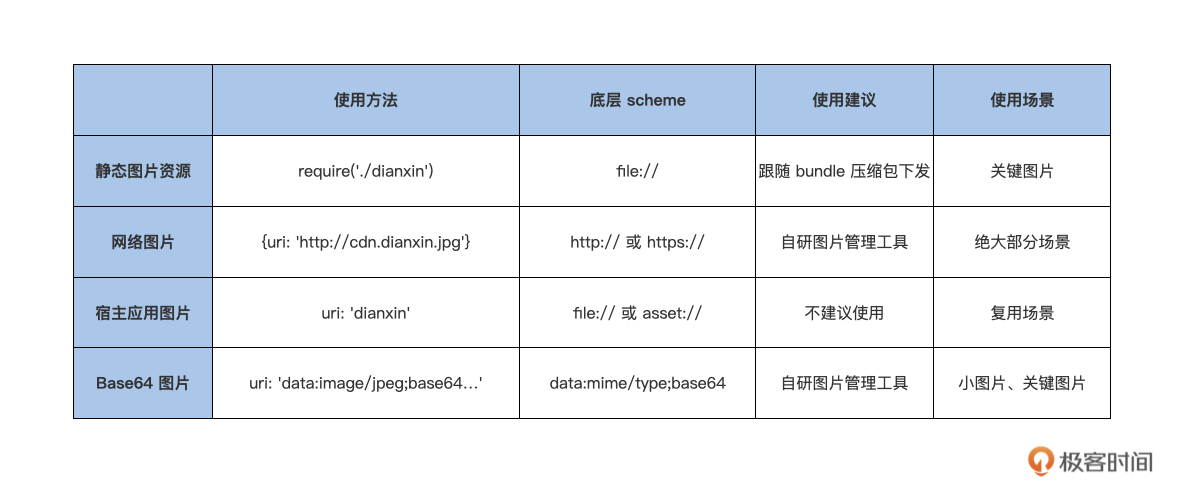 使用方法 底层 scheme 使用建议 使用场景
静态图片资源 require('./dianxin') file:// 跟随 bundle 压缩包下发 关键图片
网络图片 {uri: 'http://cdn.dianxin.jpg'} http:// 或 https:// 自研图片管理工具 绝大部分场景
宿主应用图片 uri: 'dianxin' file:// 或 asset:// 不建议使用 复用场景
Base64 图片 uri: 'data:image/jpeg;base64...' data:mime/type;base64 自研图片管理工具 小图片、关键图片
极客时间